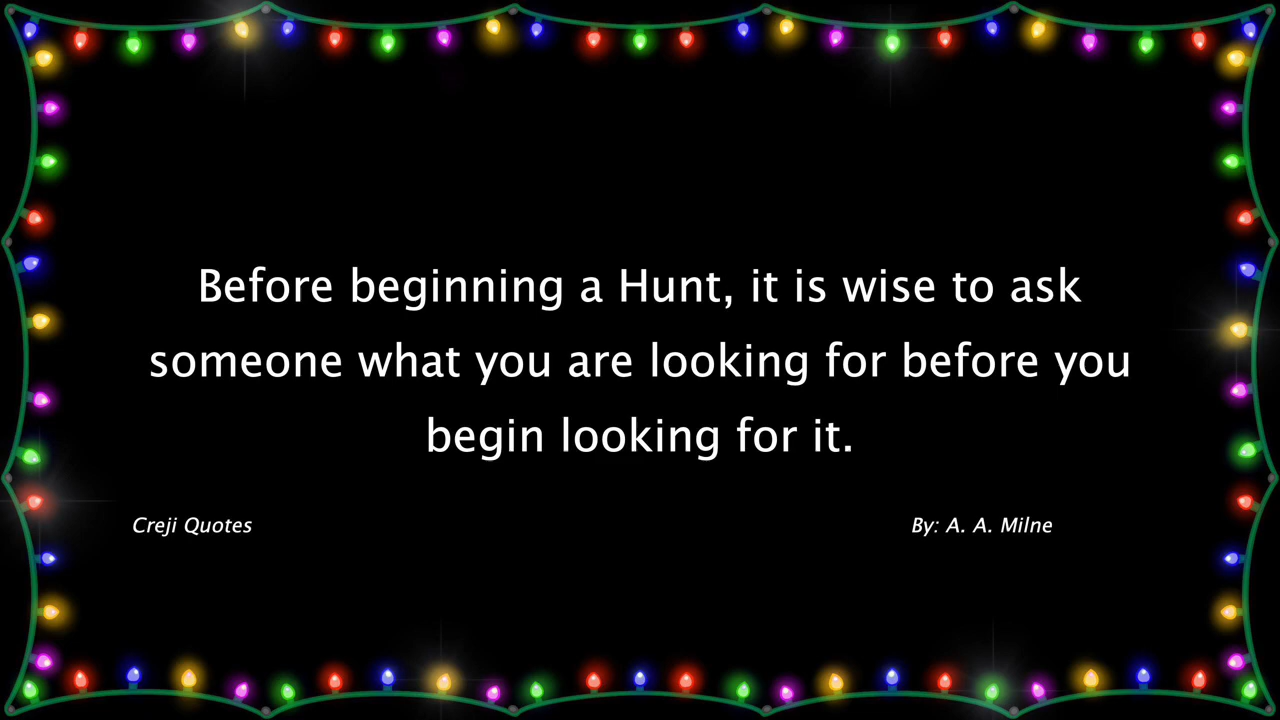 Before beginning a Hunt, it is wise to ask
someone what you are looking for before you
begin looking for it.
Creji Quotes
By: A. A. Milne